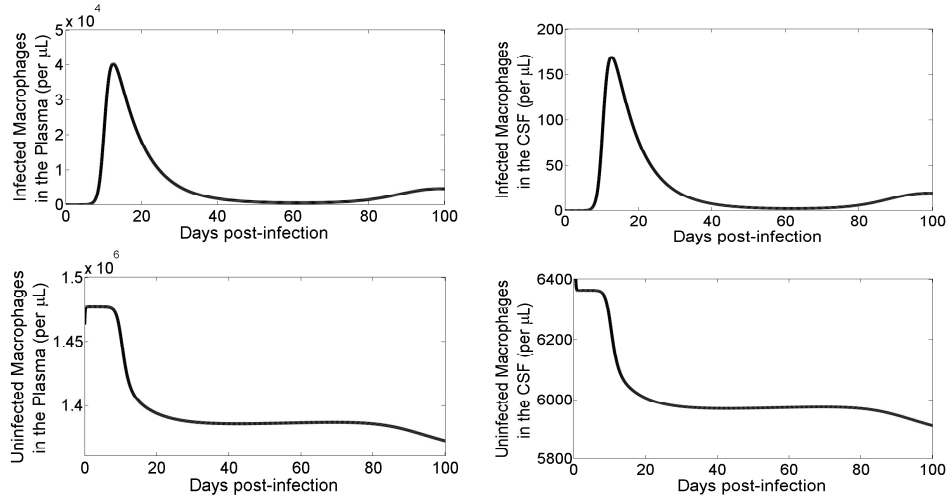 5 x 10^4
4
3
2
1
0
Infected Macrophages
in the Plasma (per μL)
0 20 40 60 80 100
Days post-infection
200
150
100
50
0
Infected Macrophages
in the CSF (per μL)
0 20 40 60 80 100
Days post-infection
1.5 x 10^6
1.45
1.4
Uninfected Macrophages
in the Plasma (per μL)
0 20 40 60 80 100
Days post-infection
6400
6200
6000
5800
Uninfected Macrophages
in the CSF (per μL)
0 20 40 60 80 100
Days post-infection